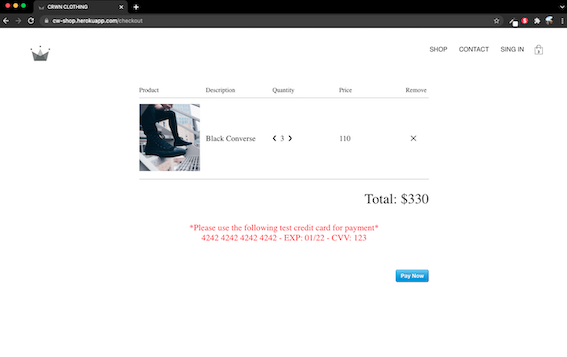 CRWN CLOTHING
cw-shop.herokuapp.com/checkout
SHOP CONTACT SING IN
Product Description Quantity Price Remove
Black Converse 3 110
Total: $330
*Please use the following test credit card for payment*
4242 4242 4242 4242 - EXP: 01/22 - CVV: 123
Pay Now